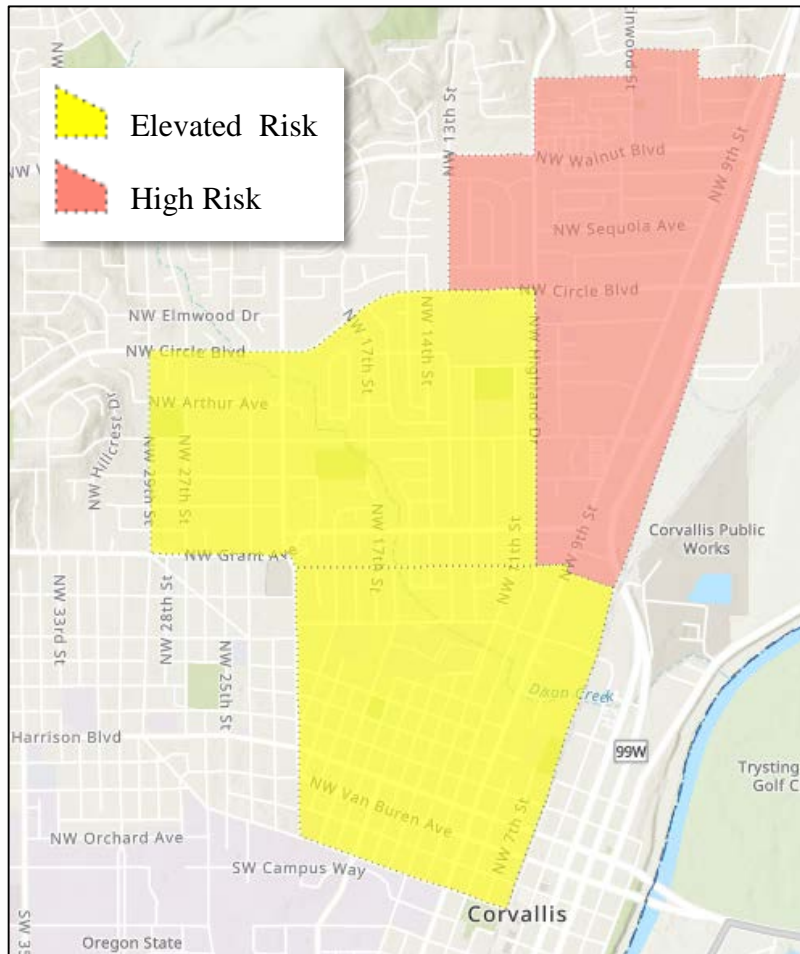 NW 13th St
Elevated Risk
High Risk
NW Walnut Blvd
NW 9th St
NW Sequoia Ave
NW Circle Blvd
NW Elmwood Dr
NW Circle Blvd
NW 17th St
NW 14th St
NW Highland Dr
NW Arthur Ave
NW Hillcrest Dr
NW 29th St
NW 27th St
NW 17th St
NW 11th St
NW 9th St
Corvallis Public
Works
NW Grant Ave
NW 33rd St
NW 28th St
NW 25th St
Dixon Creek
Harrison Blvd
99W
Trysting
Golf C
NW Van Buren Ave
NW 7th St
NW Orchard Ave
SW Campus Way
Corvallis
SW 35
Oregon State